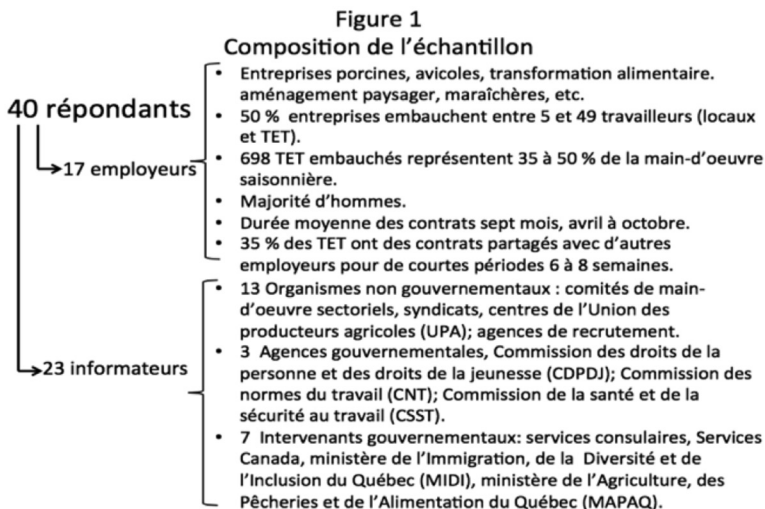 Figure 1
Composition de l'échantillon
40 répondants
17 employeurs
• Entreprises porcines, avicoles, transformation alimentaire.
aménagement paysager, maraîchères, etc.
• 50 % entreprises embauchent entre 5 et 49 travailleurs (locaux
et TET).
• 698 TET embauchés représentent 35 à 50 % de la main-d'oeuvre
saisonnière.
• Majorité d'hommes.
• Durée moyenne des contrats sept mois, avril à octobre.
• 35 % des TET ont des contrats partagés avec d'autres
employeurs pour de courtes périodes 6 à 8 semaines.
23 informateurs
• 13 Organismes non gouvernementaux : comités de main-
d'oeuvre sectoriels, syndicats, centres de l'Union des
producteurs agricoles (UPA); agences de recrutement.
• 3 Agences gouvernementales, Commission des droits de la
personne et des droits de la jeunesse (CDPDJ); Commission des
normes du travail (CNT); Commission de la santé et de la
sécurité au travail (CSST).
• 7 Intervenants gouvernementaux: services consulaires, Services
Canada, ministère de l'Immigration, de la Diversité et de
l'Inclusion du Québec (MIDI), ministère de l'Agriculture, des
Pêcheries et de l'Alimentation du Québec (MAPAQ).